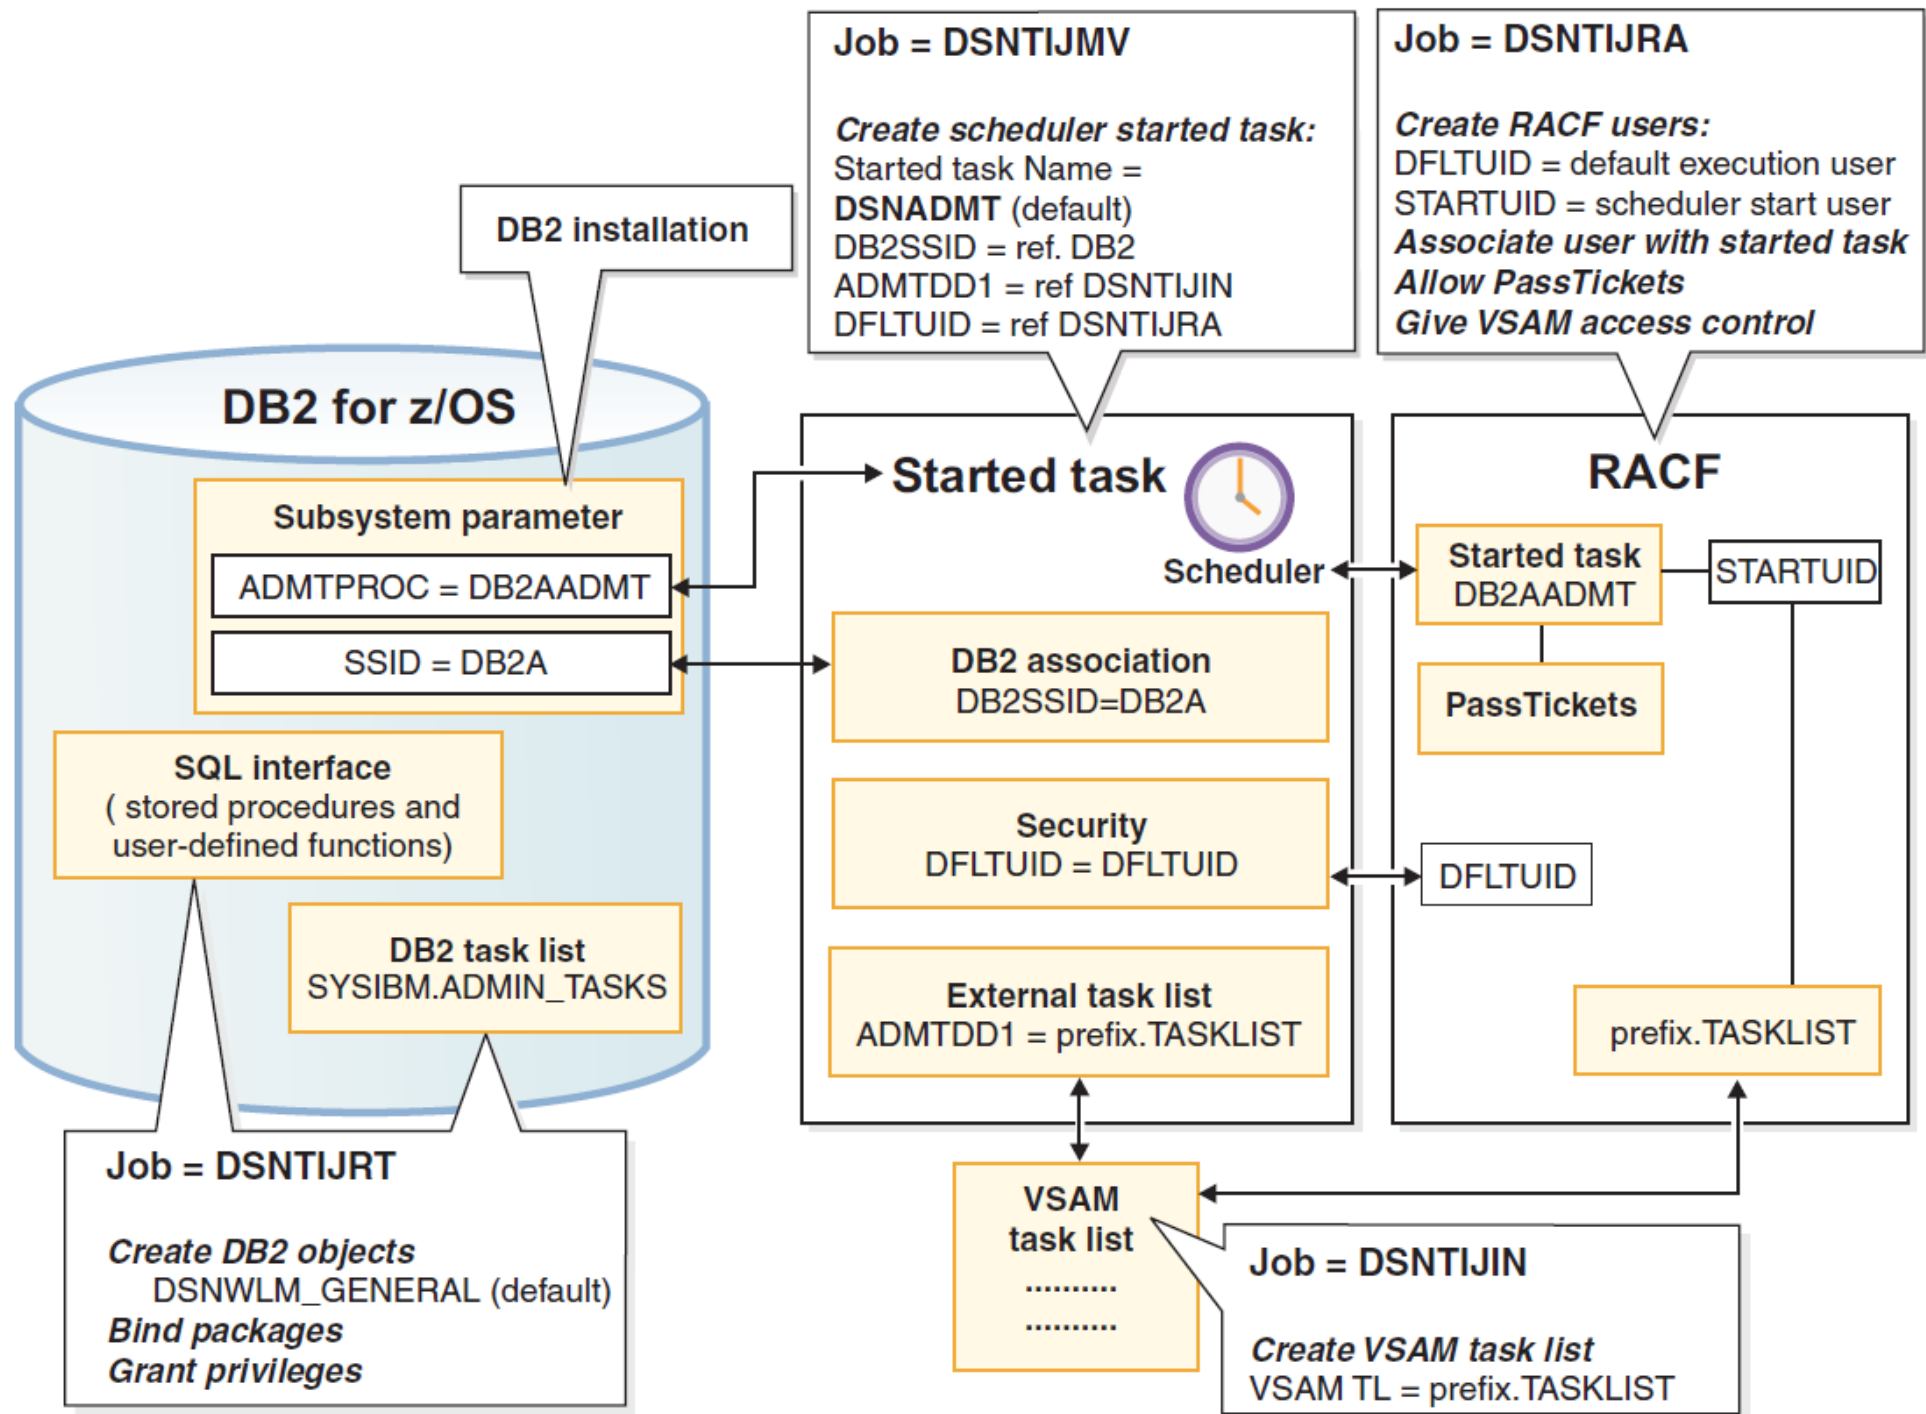 Job = DSNTIJMV
Create scheduler started task:
Started task Name =
DSNADMT (default)
DB2SSID = ref. DB2
ADMTDD1 = ref DSNTIJIN
DFLTUID = ref DSNTIJRA
Job = DSNTIJRA
Create RACF users:
DFLTUID = default execution user
STARTUID = scheduler start user
Associate user with started task
Allow PassTickets
Give VSAM access control
DB2 installation
DB2 for z/OS
Subsystem parameter
ADMTPROC = DB2AADMT
SSID = DB2A
SQL interface
( stored procedures and
user-defined functions)
DB2 task list
SYSIBM.ADMIN_TASKS
Job = DSNTIJRT
Create DB2 objects
DSNWLM_GENERAL (default)
Bind packages
Grant privileges
Started task
Scheduler
DB2 association
DB2SSID=DB2A
Security
DFLTUID = DFLTUID
External task list
ADMTDD1 = prefix.TASKLIST
RACF
Started task
DB2AADMT
STARTUID
PassTickets
DFLTUID
prefix.TASKLIST
VSAM
task list
..........
..........
Job = DSNTIJIN
Create VSAM task list
VSAM TL = prefix.TASKLIST